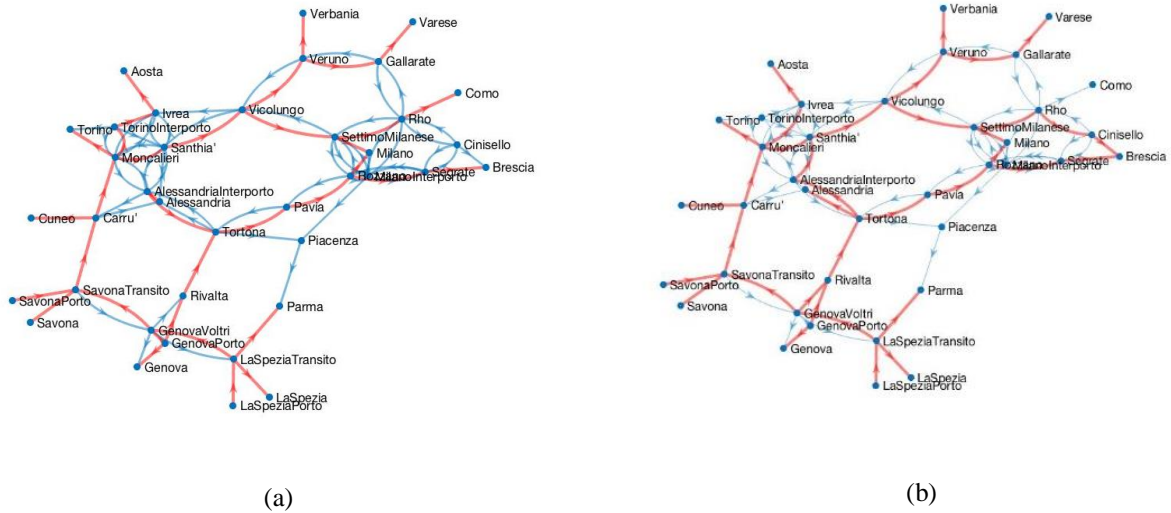 Verbania
Varese
Veruno
Gallarate
Aosta
Ivrea
Vicolungo
Como
Torino
TorinoInterporto
Rho
Santhia'
SettimoMilanese
Cinisello
Moncalieri
Milano
Segrate
Brescia
MilanoInterporto
AlessandriaInterporto
Alessandria
Pavia
Cuneo
Carru'
Tortona
Piacenza
SavonaTransito
SavonaPorto
Rivalta
Parma
Savona
GenovaVoltri
GenovaPorto
Genova
LaSpeziaTransito
LaSpezia
LaSpeziaPorto
(a)
Verbania
Varese
Veruno
Gallarate
Aosta
Ivrea
Vicolungo
Como
Torino
TorinoInterporto
Rho
Santhia'
SettimoMilanese
Cinisello
Moncalieri
Milano
Segrate
Brescia
MilanoInterporto
AlessandriaInterporto
Alessandria
Pavia
Cuneo
Carru'
Tortona
Piacenza
SavonaTransito
SavonaPorto
Rivalta
Parma
Savona
GenovaVoltri
GenovaPorto
Genova
LaSpeziaTransito
LaSpezia
LaSpeziaPorto
(b)